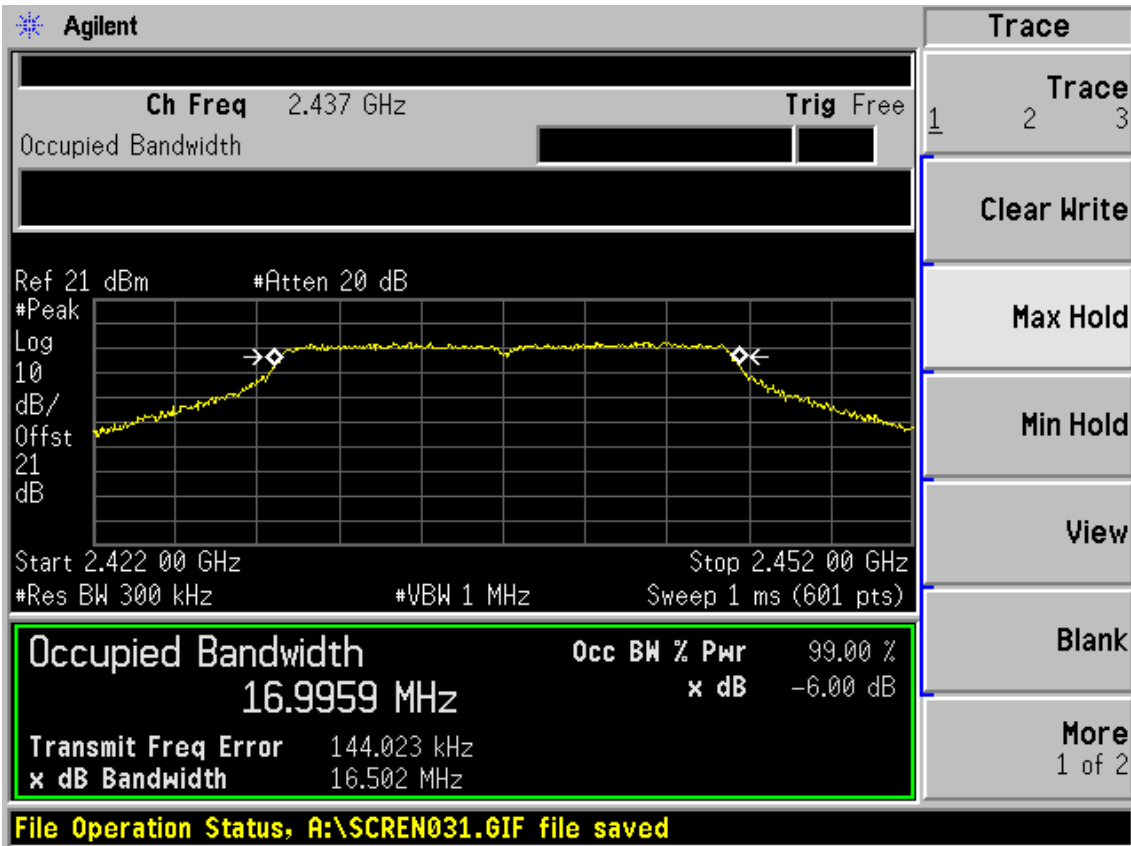 Agilent
Trace
Ch Freq 2.437 GHz Trig Free
Occupied Bandwidth
Trace
1 2 3
Clear Write
Max Hold
Min Hold
View
Blank
More
1 of 2
Ref 21 dBm #Atten 20 dB
#Peak
Log
10
dB/
Offst
21
dB
Start 2.422 00 GHz Stop 2.452 00 GHz
#Res BW 300 kHz #VBW 1 MHz Sweep 1 ms (601 pts)
Occupied Bandwidth
16.9959 MHz
Occ BW % Pwr 99.00 %
x dB -6.00 dB
Transmit Freq Error 144.023 kHz
x dB Bandwidth 16.502 MHz
File Operation Status, A:\SCREN031.GIF file saved